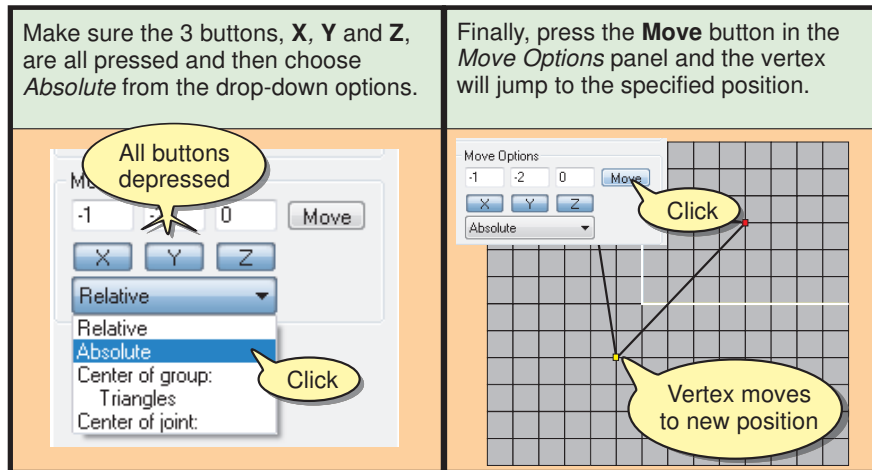 Make sure the 3 buttons, X, Y and Z,
are all pressed and then choose
Absolute from the drop-down options.
All buttons
depressed
-1
0
Move
X
Y
Z
Relative
Relative
Absolute
Center of group:
Triangles
Center of joint:
Click
Finally, press the Move button in the
Move Options panel and the vertex
will jump to the specified position.
Move Options
-1
-2
0
Move
X
Y
Z
Absolute
Click
Vertex moves
to new position